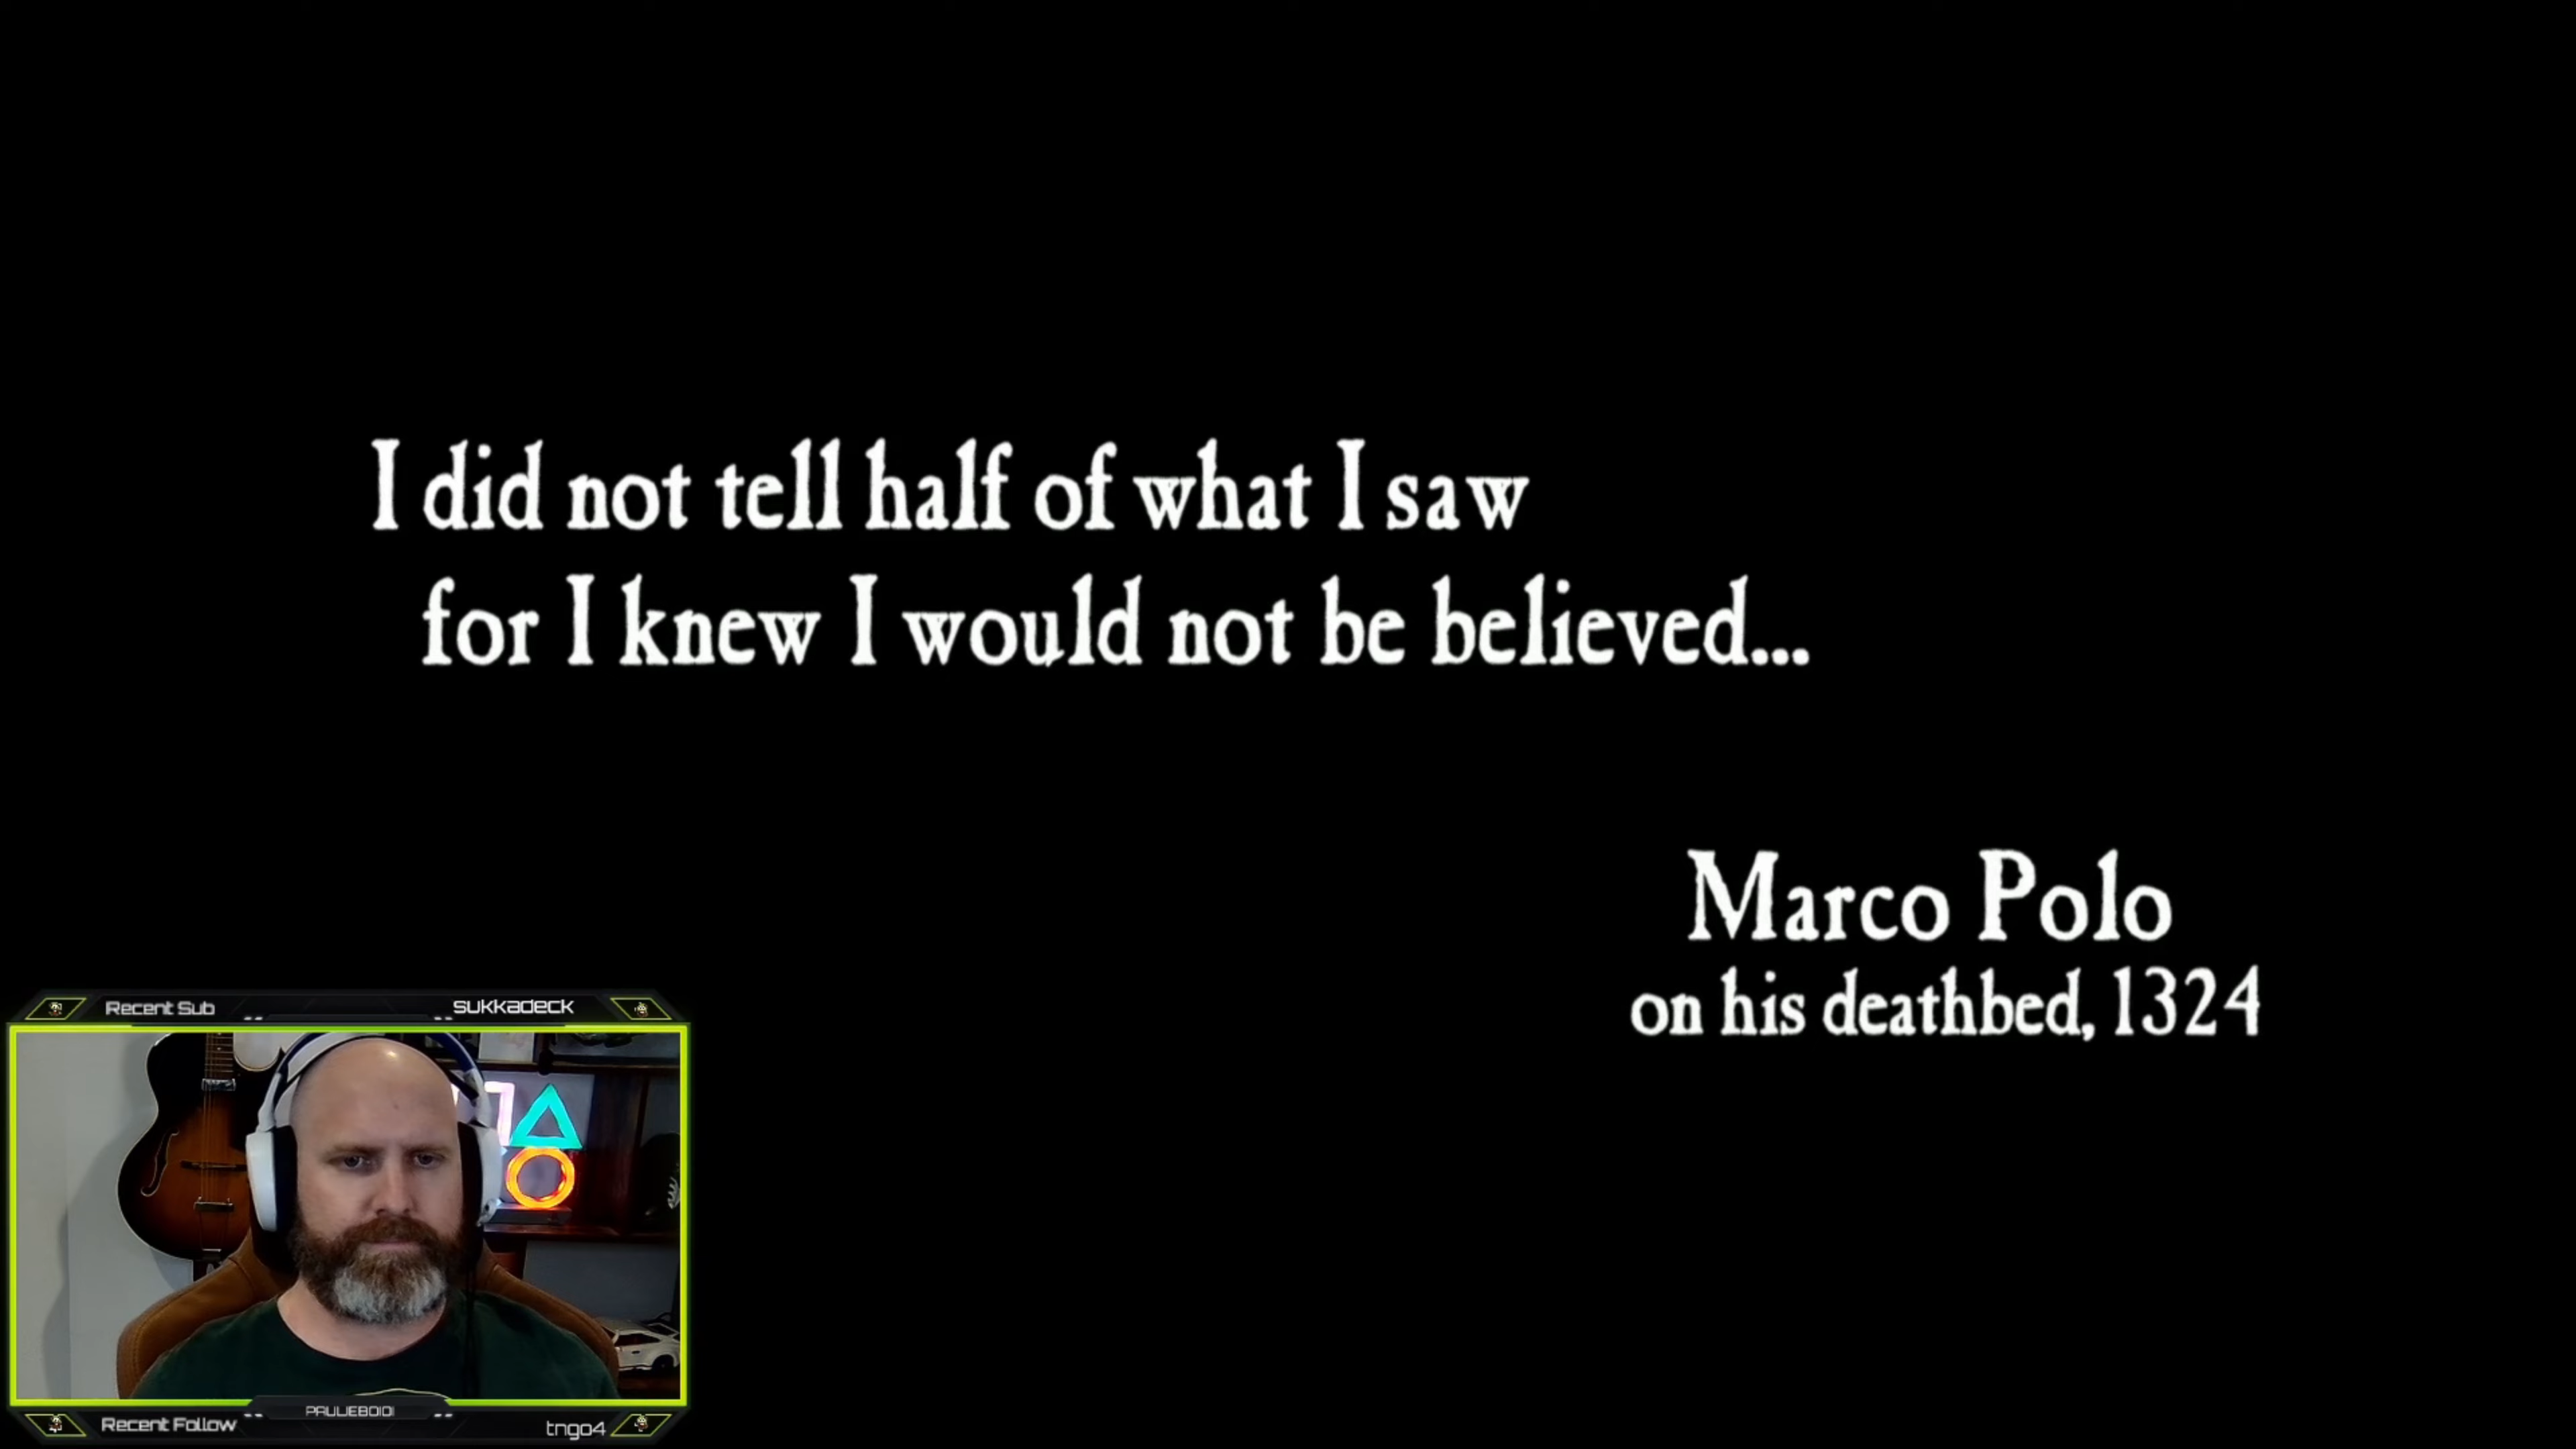 I did not tell half of what I saw
for I knew I would not be believed...
Marco Polo
on his deathbed, 1324
Recent Sub
sukkadeck
PAULIEBOIOI
Recent Follow
tngo4